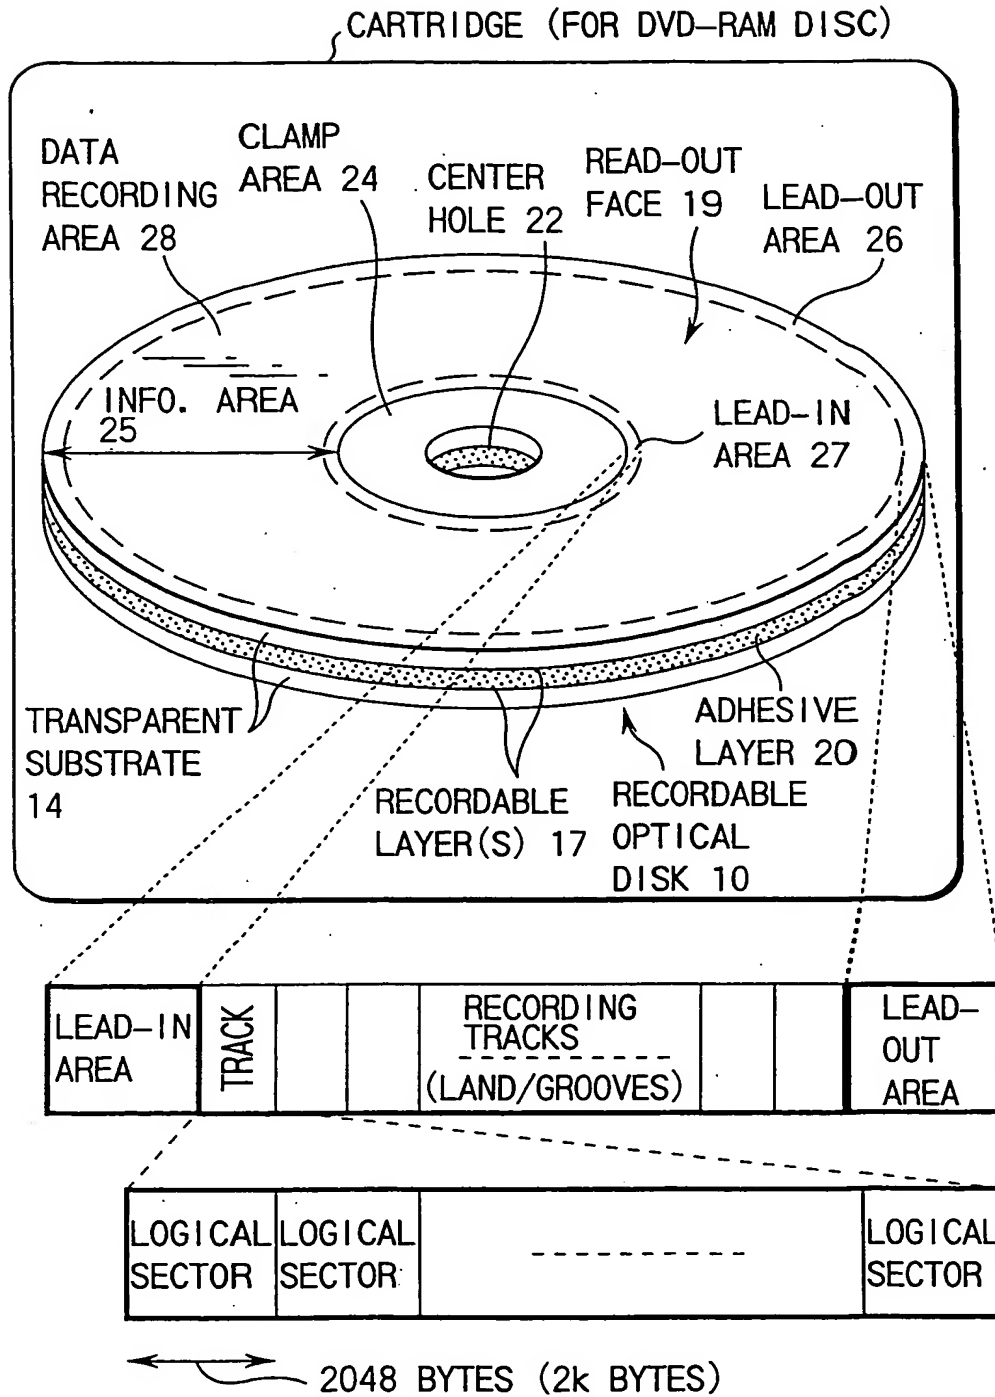 CARTRIDGE (FOR DVD-RAM DISC)
DATA
RECORDING
AREA 28
CLAMP
AREA 24
CENTER
HOLE 22
READ-OUT
FACE 19
LEAD-OUT
AREA 26
INFO. AREA
25
LEAD-IN
AREA 27
TRANSPARENT
SUBSTRATE
14
RECORDABLE
LAYER(S) 17
RECORDABLE
OPTICAL
DISK 10
ADHESIVE
LAYER 20
LEAD-IN
AREA
TRACK
RECORDING
TRACKS
(LAND/GROOVES)
LEAD-
OUT
AREA
LOGICAL
SECTOR
LOGICAL
SECTOR
LOGICAL
SECTOR
2048 BYTES (2k BYTES)